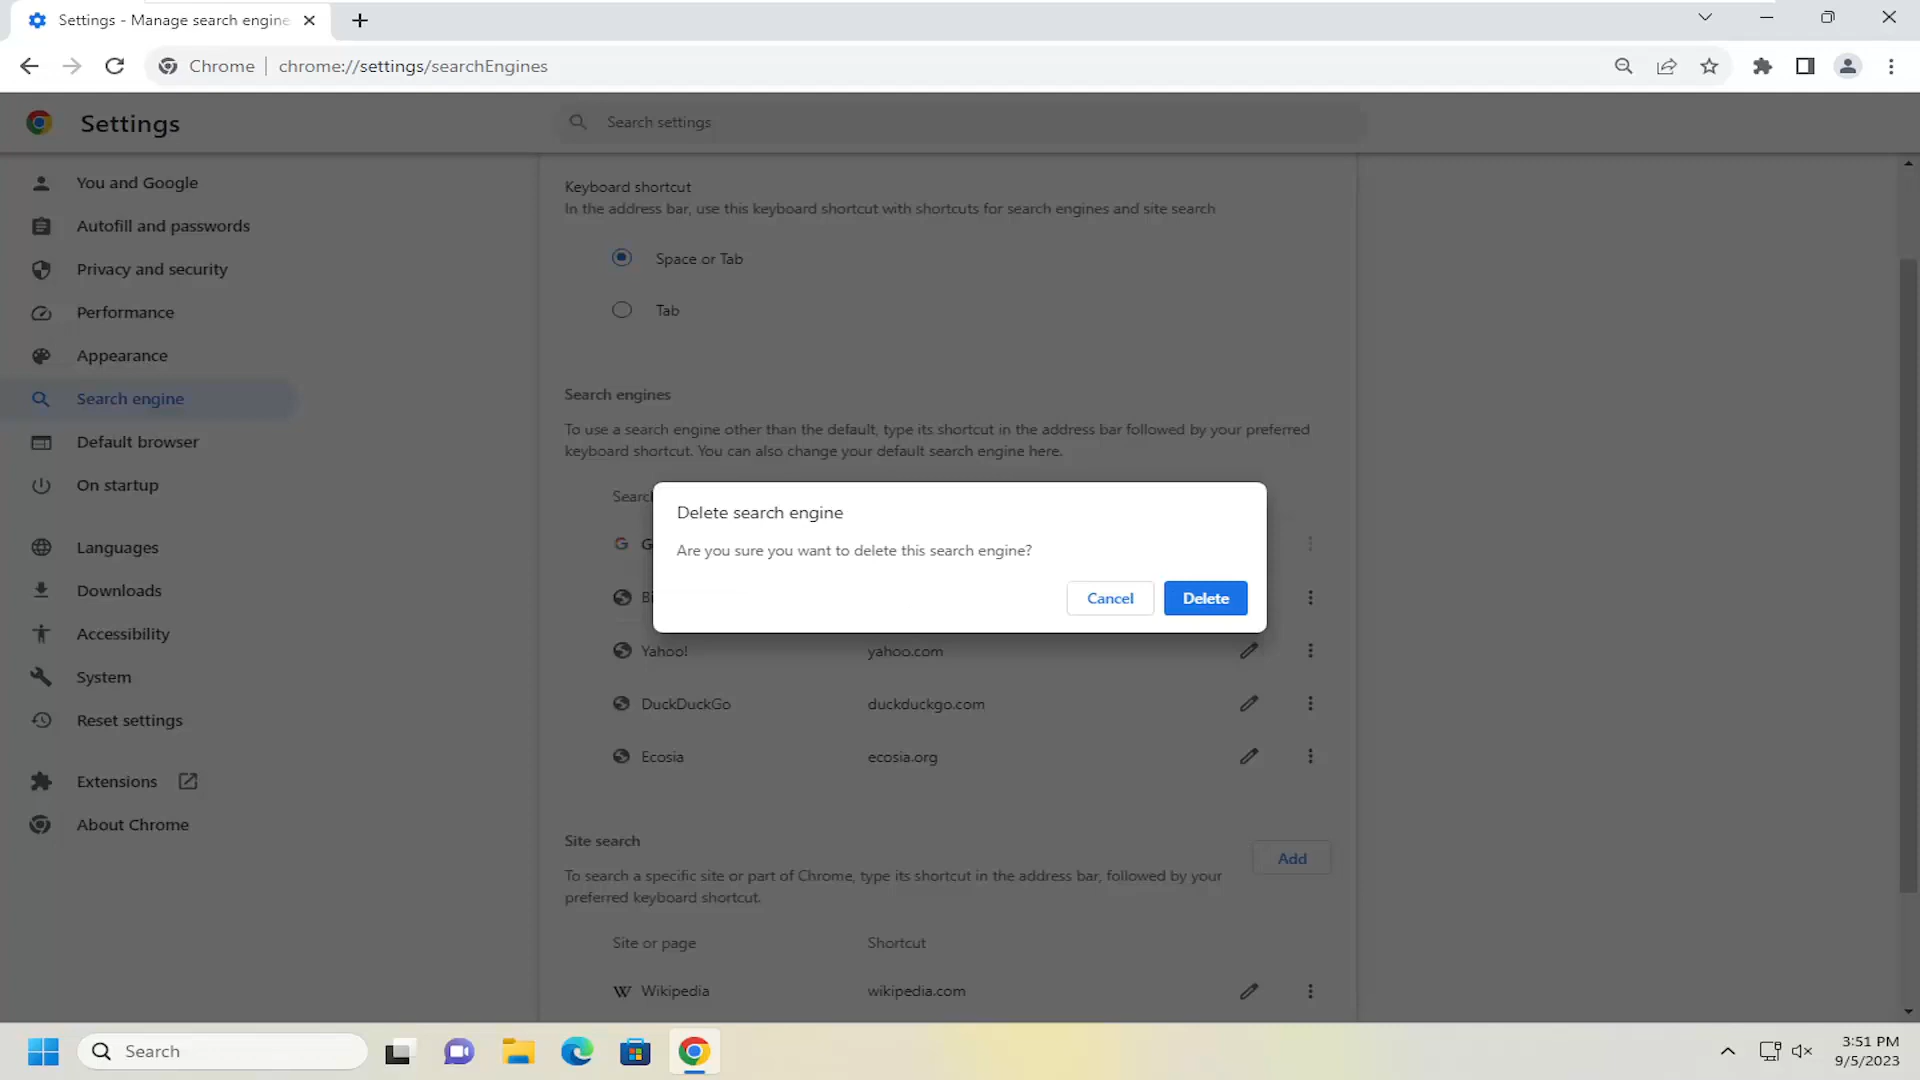 Settings - Manage search engine
Chrome
chrome://settings/searchEngines
Settings
Search settings
You and Google
Autofill and passwords
Privacy and security
Performance
Appearance
Search engine
Default browser
On startup
Languages
Downloads
Accessibility
System
Reset settings
Extensions
About Chrome
Keyboard shortcut
In the address bar, use this keyboard shortcut with shortcuts for search engines and site search
Space or Tab
Tab
Search engines
To use a search engine other than the default, type its shortcut in the address bar followed by your preferred
keyboard shortcut. You can also change your default search engine here.
Search
G
Bi
Delete search engine
Are you sure you want to delete this search engine?
Cancel Delete
Yahoo! yahoo.com
DuckDuckGo duckduckgo.com
Ecosia ecosia.org
Site search
Add
To search a specific site or part of Chrome, type its shortcut in the address bar, followed by your
preferred keyboard shortcut.
Site or page Shortcut
Wikipedia wikipedia.com
Search
3:51 PM
9/5/2023